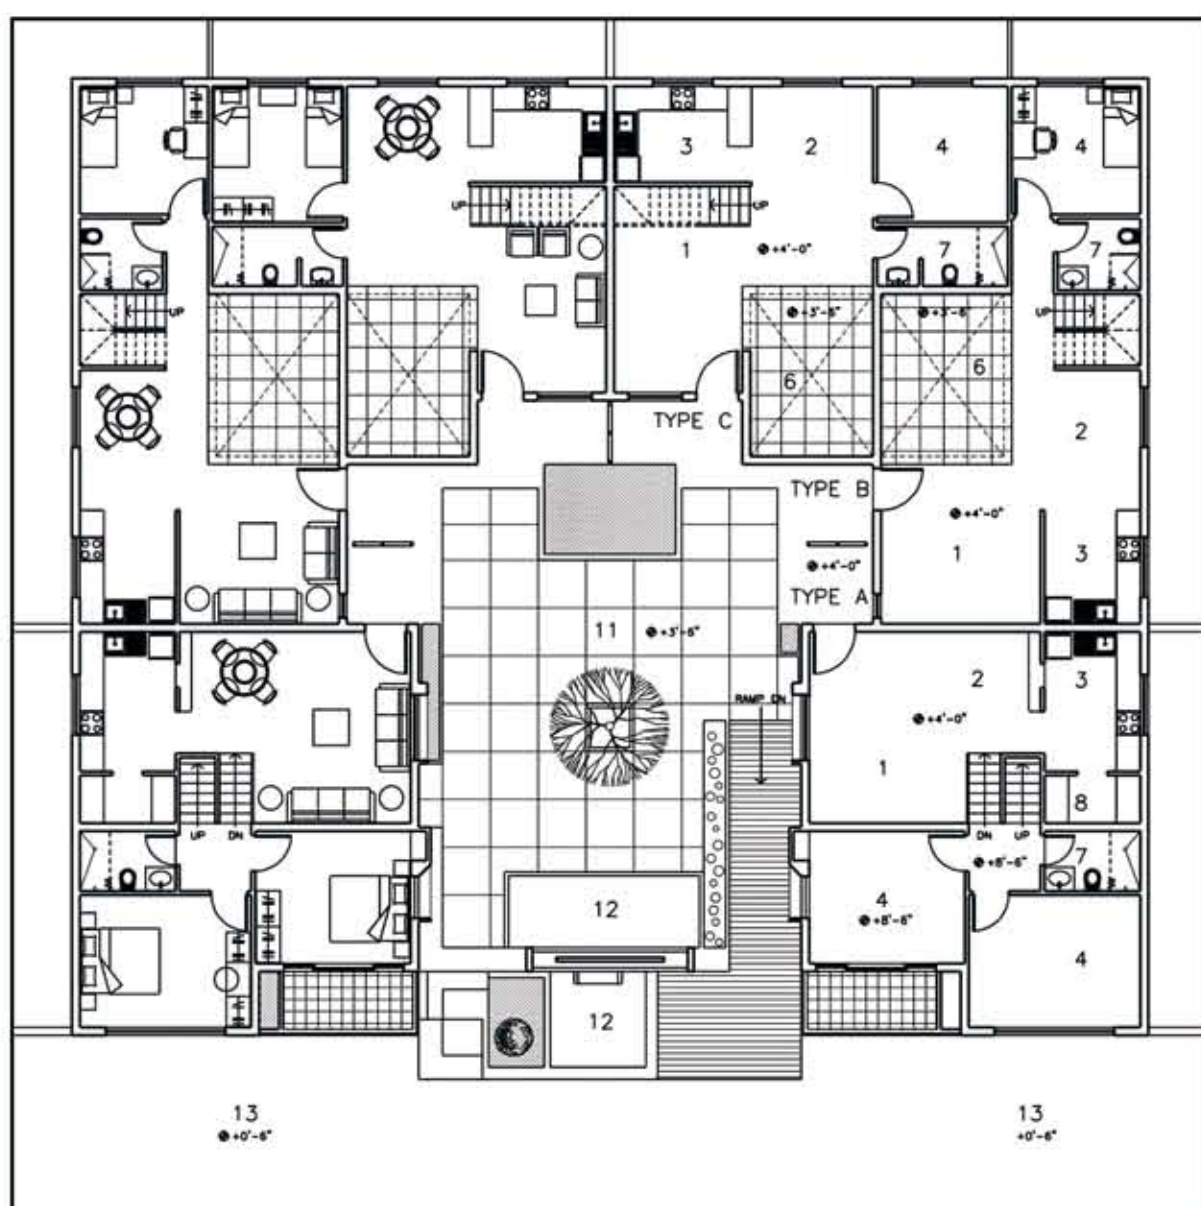 3
2
4
4
UP
UP
1
+4'-0"
7
7
UP
+3'-6"
+3'-6"
UP
6
6
TYPE C
2
TYPE B
+4'-0"
1
3
+4'-0"
TYPE A
11
+3'-6"
2
3
RAMP DN
+4'-0"
1
8
UP
DN
DN
UP
+8'-6"
7
12
4
+8'-6"
4
12
13
+0'-6"
13
+0'-6"